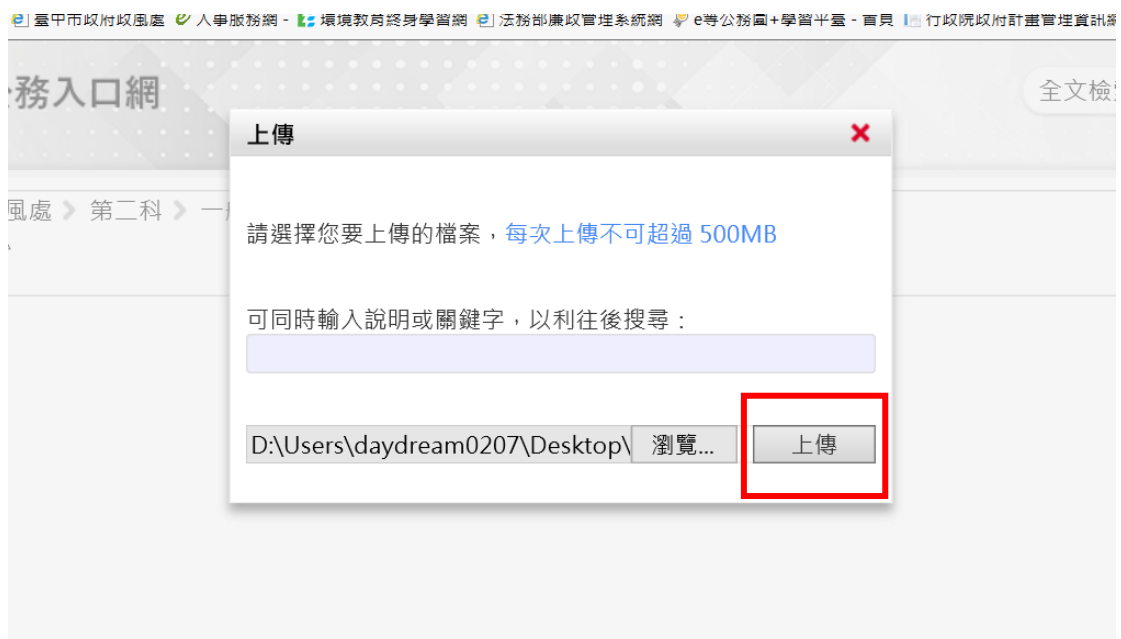 臺中市政府政風處 人事服務網 - 環境教育終身學習網 法務部廉政管理系統網 e等公務園+學習平臺 - 首頁 行政院政府計畫管理資訊
務入口網
全文檢
上傳
風處 第二科 一
請選擇您要上傳的檔案，每次上傳不可超過 500MB
可同時輸入說明或關鍵字，以利往後搜尋：
D:\Users\daydream0207\Desktop\ 瀏覽... 上傳